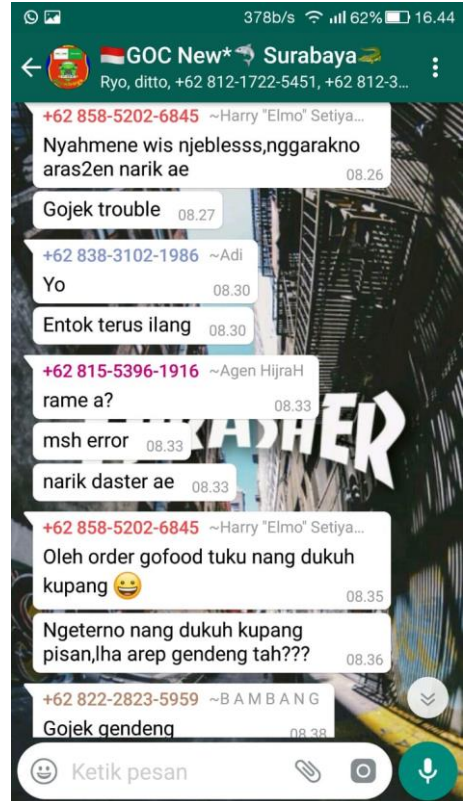 378b/s 62% 16.44
GOC New* Surabaya
Ryo, ditto, +62 812-1722-5451, +62 812-3...
+62 858-5202-6845 ~Harry "Elmo" Setiya...
Nyahmene wis njeblesss,nggarakno
aras2en narik ae
08.26
Gojek trouble 08.27
+62 838-3102-1986 ~Adi
Yo
08.30
Entok terus ilang 08.30
+62 815-5396-1916 ~Agen HijraH
rame a?
08.33
msh error 08.33
narik daster ae 08.33
+62 858-5202-6845 ~Harry "Elmo" Setiya...
Oleh order gofood tuku nang dukuh
kupang 😀
08.35
Ngeterno nang dukuh kupang
pisan,lha arep gendeng tah???
08.36
+62 822-2823-5959 ~B A M B A N G
Gojek gendeng
08.38
Ketik pesan